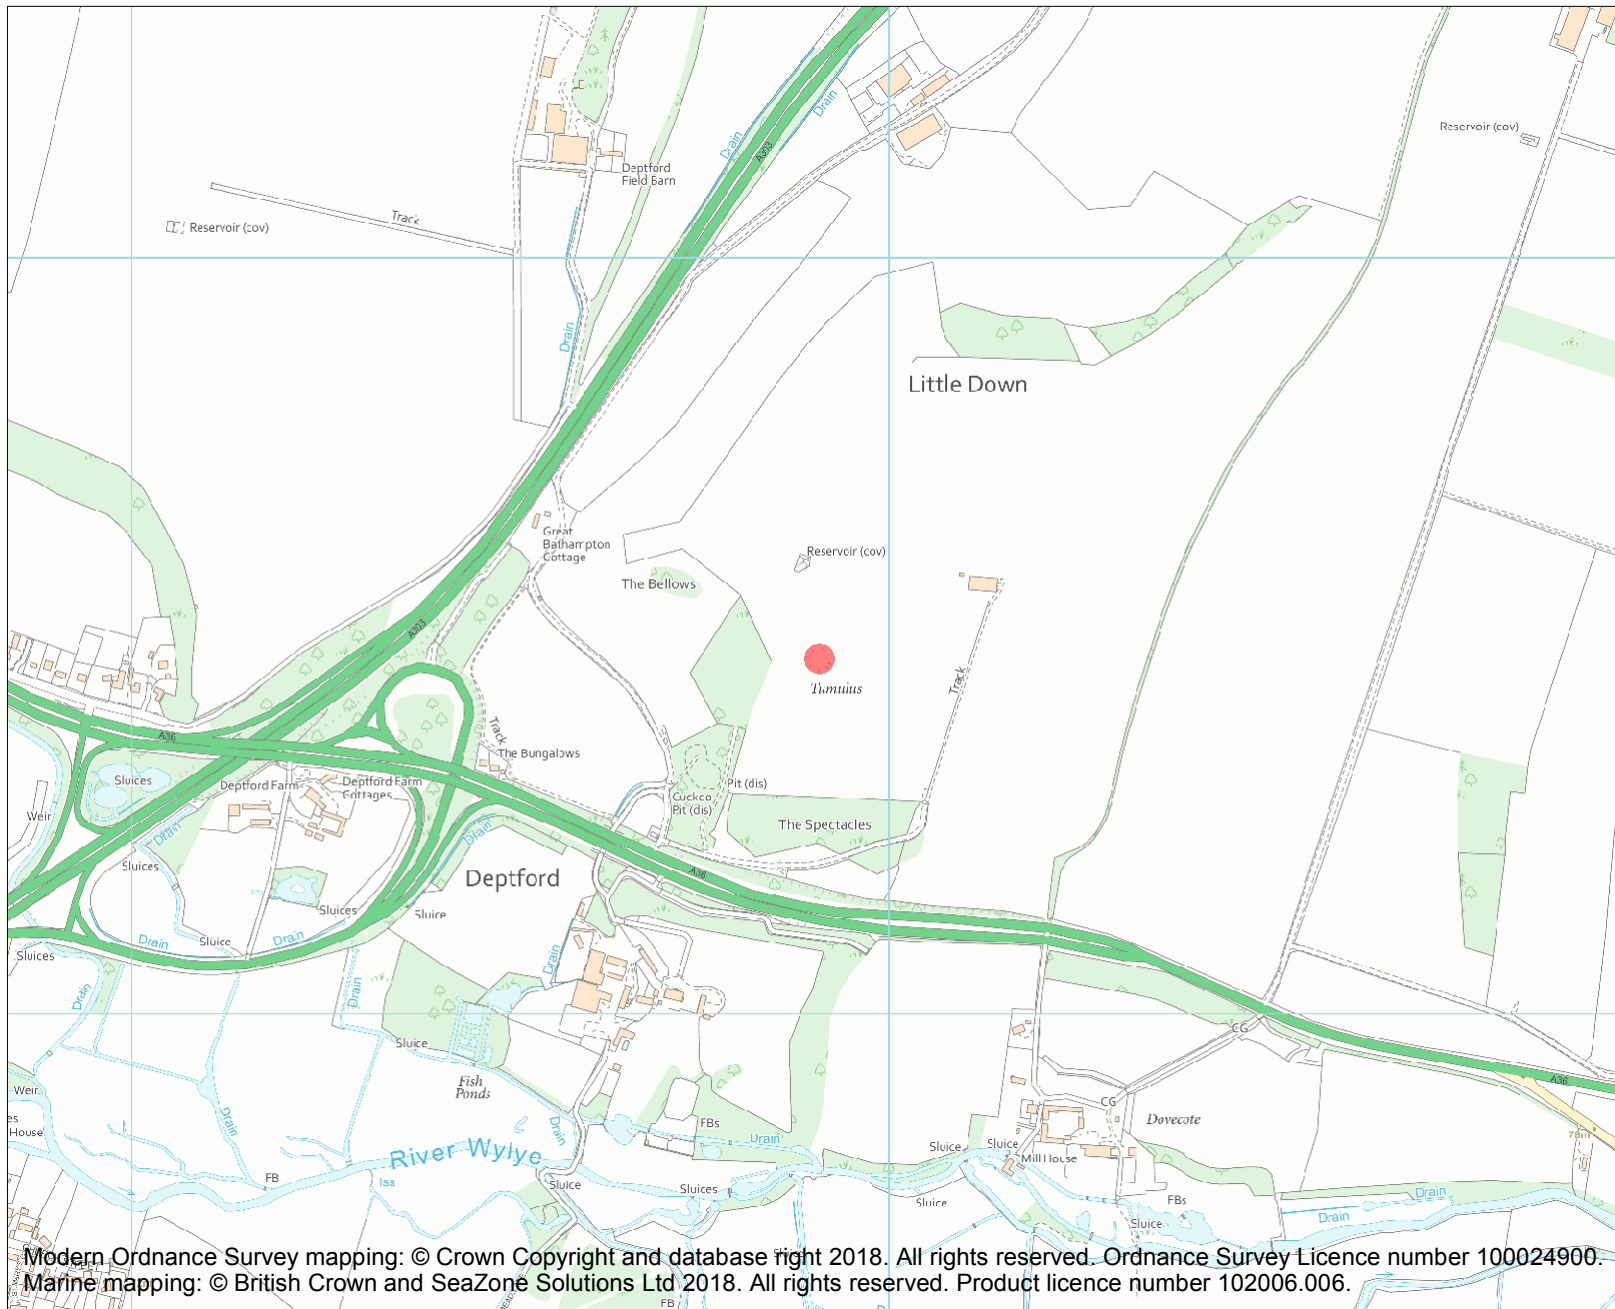 Drain
Drain
A303
Reservoir (cov)
Deptford
Field Barn
Track
Reservoir (cov)
Drain
Little Down
Great
Bathampton
Cottage
Reservoir (cov)
The Bellows
A303
Track
Tumulus
Track
A36
The Bungalows
Sluices
Deptford Farm
Deptford Farm
Cottages
Pit (dis)
Cuckoo
Pit (dis)
Weir
Drain
Drain
The Spectacles
Sluices
Deptford
A36
Sluices
Sluice
Drain
Sluice
Drain
Sluices
Drain
Drain
Drain
CG
Sluice
A36
Fish
Ponds
Weir
CG
Dovecote
House
Drain
Drain
FBs
Drain
78m
River Wylye
Sluice
Sluice
Mill House
FB
Sluice
Sluices
Sluice
FBs
Drain
Drain
Sluice
Sluice
FB
Modern Ordnance Survey mapping: © Crown Copyright and database right 2018. All rights reserved. Ordnance Survey Licence number 100024900.
Marine mapping: © British Crown and SeaZone Solutions Ltd 2018. All rights reserved. Product licence number 102006.006.